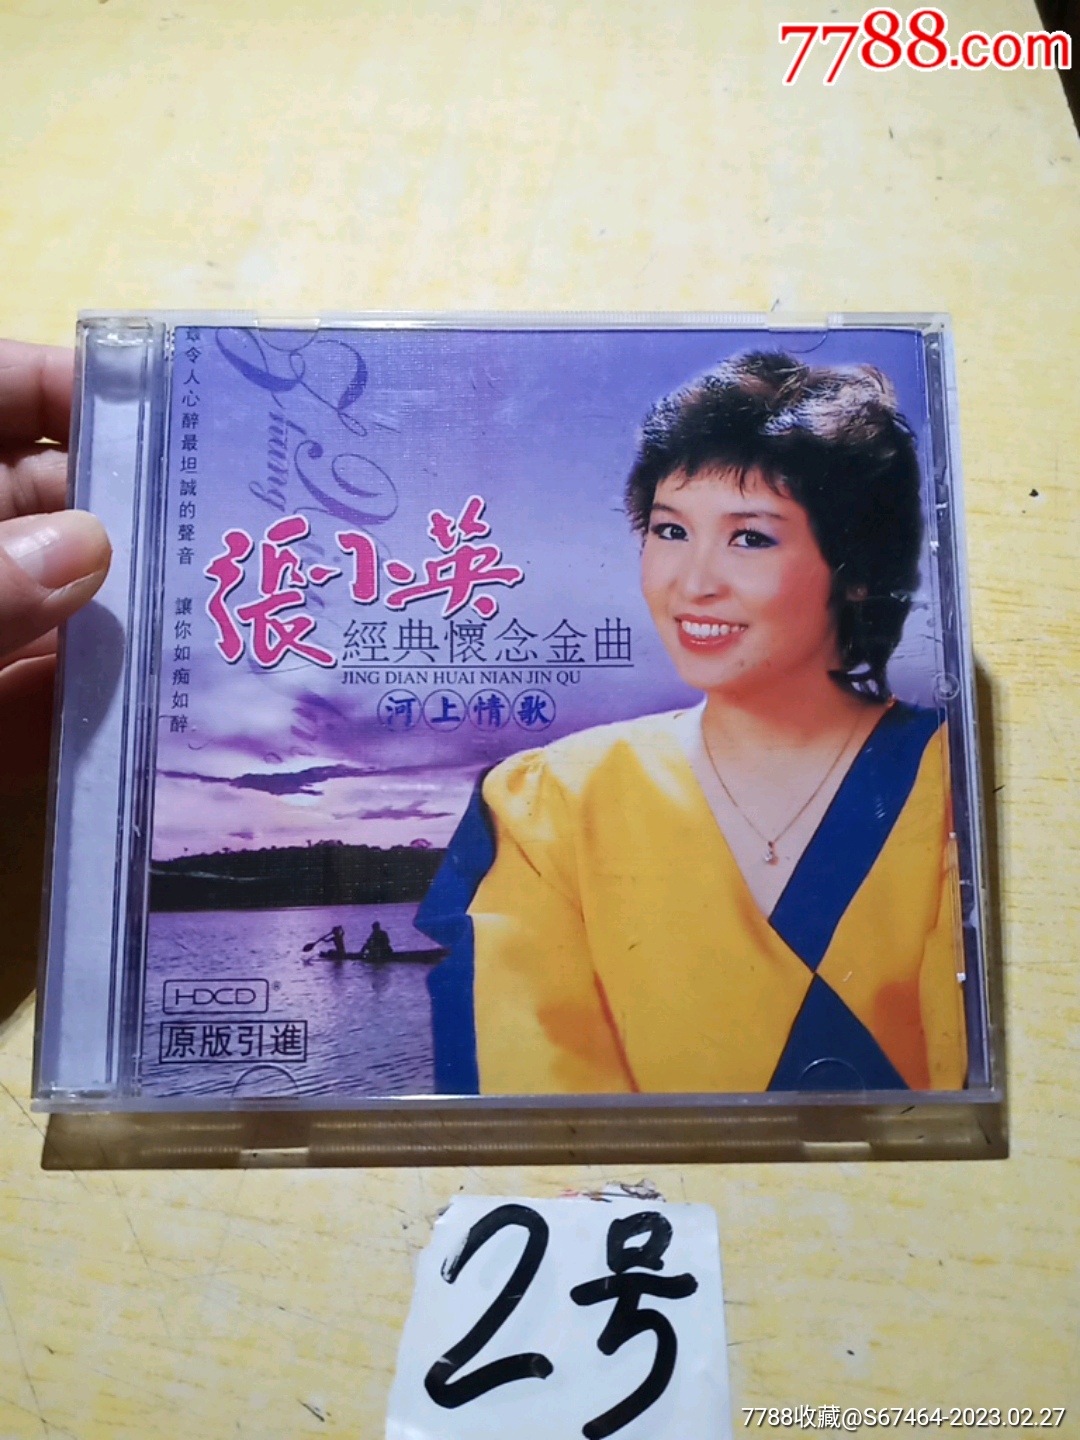 7788.com
令人心醉最坦誠的聲音 讓你如痴如醉
張小英
經典懷念金曲
JING DIAN HUAI NIAN JIN QU
河上情歌
HDCD®
原版引進
2号
7788收藏@S67464-2023.02.27